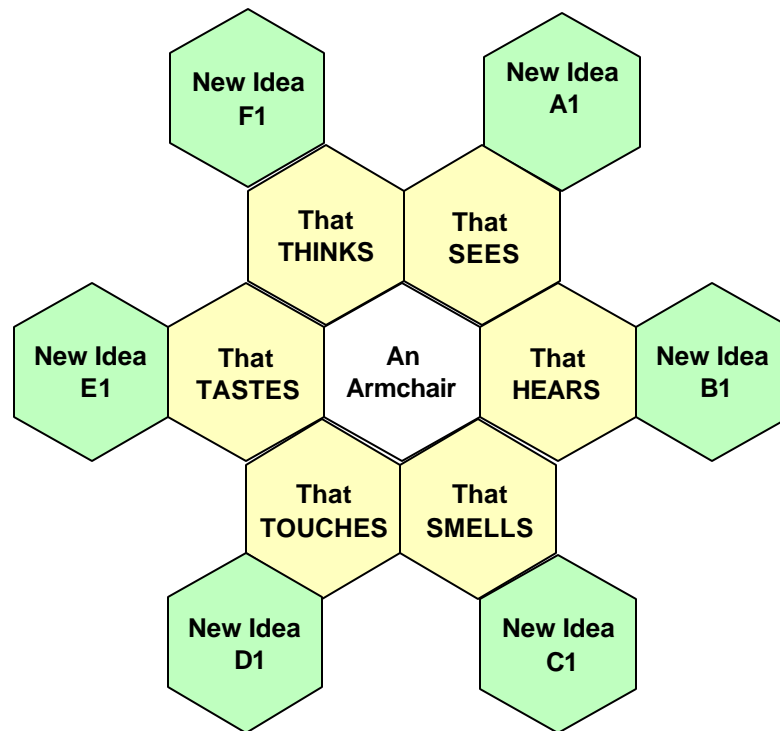 New Idea
F1
New Idea
A1
That
THINKS
That
SEES
New Idea
E1
That
TASTES
An
Armchair
That
HEARS
New Idea
B1
That
TOUCHES
That
SMELLS
New Idea
D1
New Idea
C1